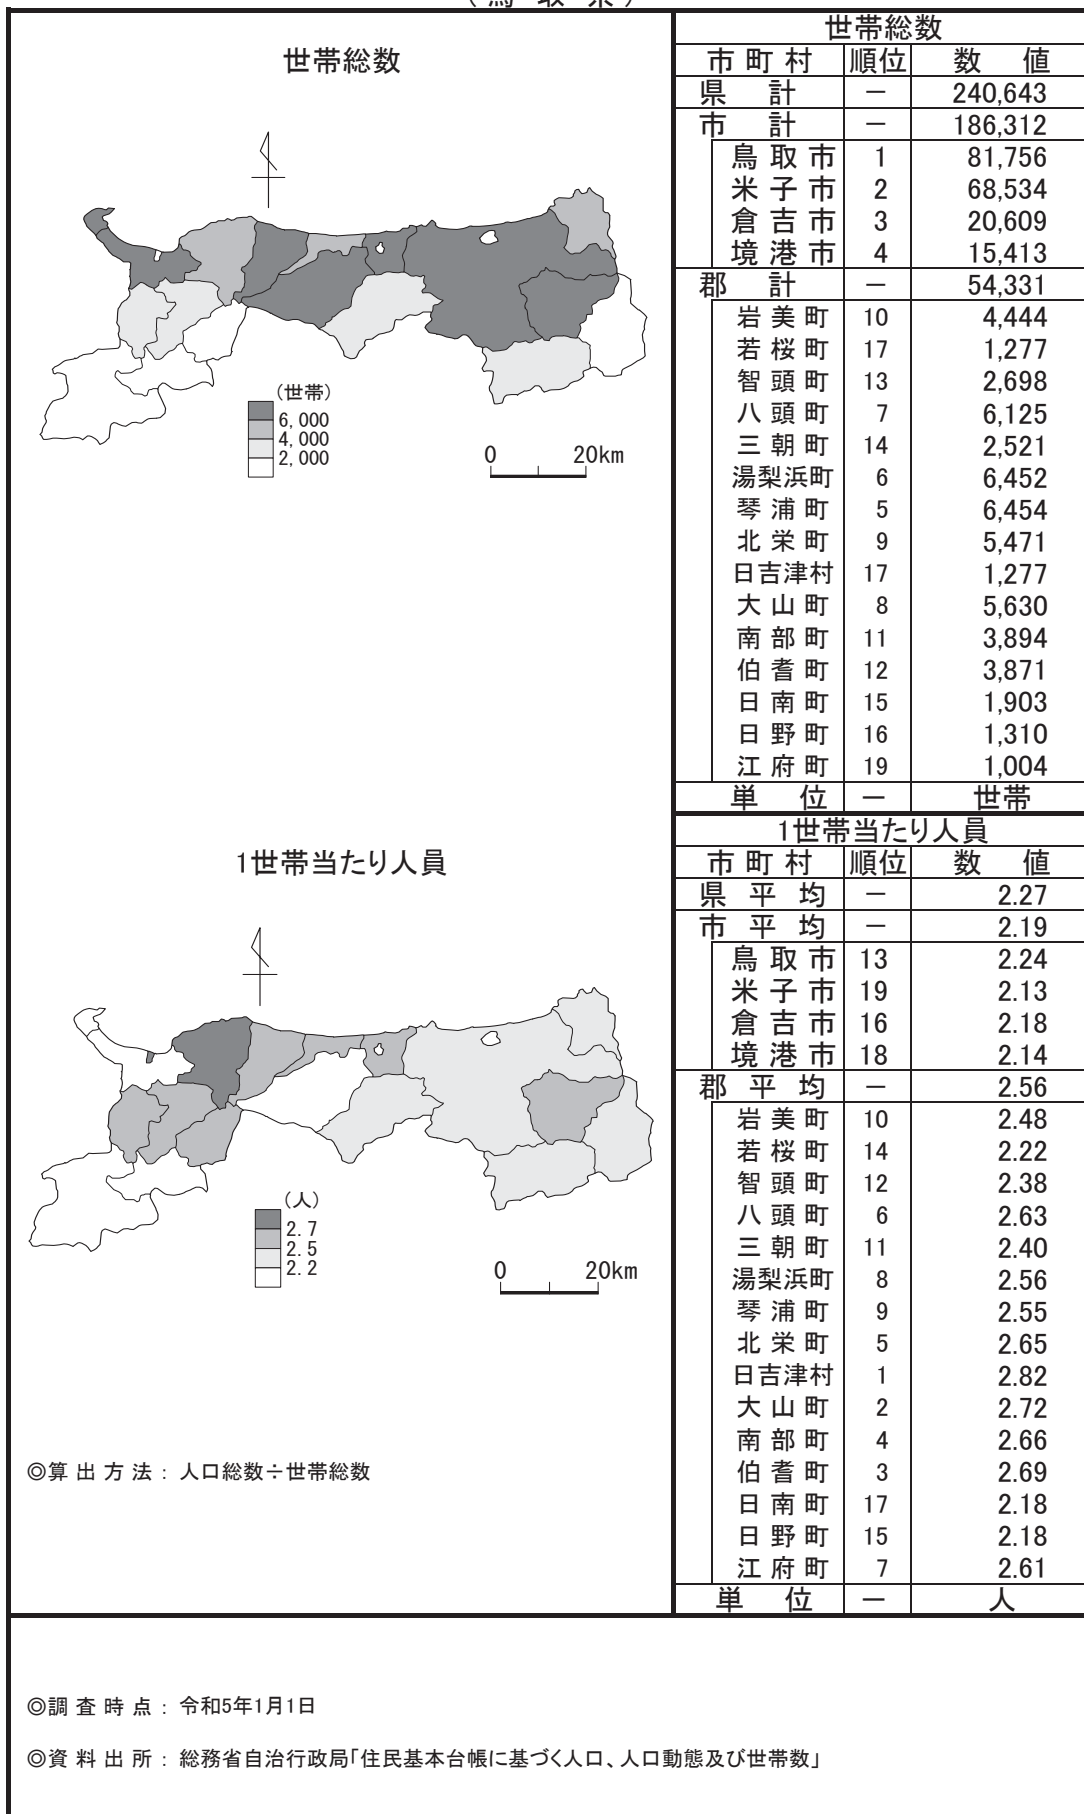 (鳥取県)
世帯総数
(世帯)
6,000
4,000
2,000
0 20km
世帯総数
市町村 順位 数 値
県 計 － 240,643
市 計 － 186,312
鳥取市 1 81,756
米子市 2 68,534
倉吉市 3 20,609
境港市 4 15,413
郡 計 － 54,331
岩美町 10 4,444
若桜町 17 1,277
智頭町 13 2,698
八頭町 7 6,125
三朝町 14 2,521
湯梨浜町 6 6,452
琴浦町 5 6,454
北栄町 9 5,471
日吉津村 17 1,277
大山町 8 5,630
南部町 11 3,894
伯耆町 12 3,871
日南町 15 1,903
日野町 16 1,310
江府町 19 1,004
単 位 － 世帯
1世帯当たり人員
(人)
2.7
2.5
2.2
0 20km
◎算出方法：人口総数÷世帯総数
1世帯当たり人員
市町村 順位 数 値
県平均 － 2.27
市平均 － 2.19
鳥取市 13 2.24
米子市 19 2.13
倉吉市 16 2.18
境港市 18 2.14
郡平均 － 2.56
岩美町 10 2.48
若桜町 14 2.22
智頭町 12 2.38
八頭町 6 2.63
三朝町 11 2.40
湯梨浜町 8 2.56
琴浦町 9 2.55
北栄町 5 2.65
日吉津村 1 2.82
大山町 2 2.72
南部町 4 2.66
伯耆町 3 2.69
日南町 17 2.18
日野町 15 2.18
江府町 7 2.61
単 位 － 人
◎調査時点：令和5年1月1日
◎資料出所：総務省自治行政局「住民基本台帳に基づく人口、人口動態及び世帯数」